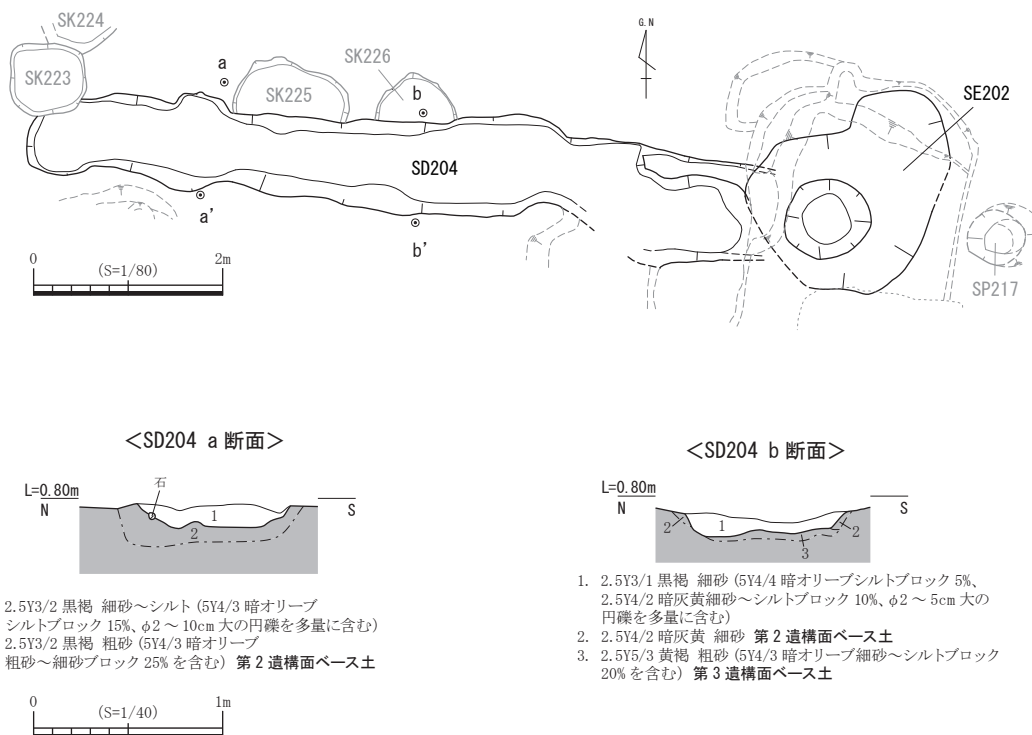 SK224
SK223
a
SK225
SK226
b
G.N
SE202
SD204
a'
b'
SP217
0 2m
(S=1/80)
＜SD204 a 断面＞
L=0.80m
N
石
S
1
2
2.5Y3/2 黒褐 細砂～シルト (5Y4/3 暗オリーブ
シルトブロック 15%、φ2 ～ 10cm 大の円礫を多量に含む)
2.5Y3/2 黒褐 粗砂 (5Y4/3 暗オリーブ
粗砂～細砂ブロック 25% を含む) 第 2 遺構面ベース土
0 1m
(S=1/40)
＜SD204 b 断面＞
L=0.80m
N
S
2
1
2
3
1. 2.5Y3/1 黒褐 細砂 (5Y4/4 暗オリーブシルトブロック 5%、
2.5Y4/2 暗灰黄細砂～シルトブロック 10%、φ2 ～ 5cm 大の
円礫を多量に含む)
2. 2.5Y4/2 暗灰黄 細砂 第 2 遺構面ベース土
3. 2.5Y5/3 黄褐 粗砂 (5Y4/3 暗オリーブ細砂～シルトブロック
20% を含む) 第 3 遺構面ベース土